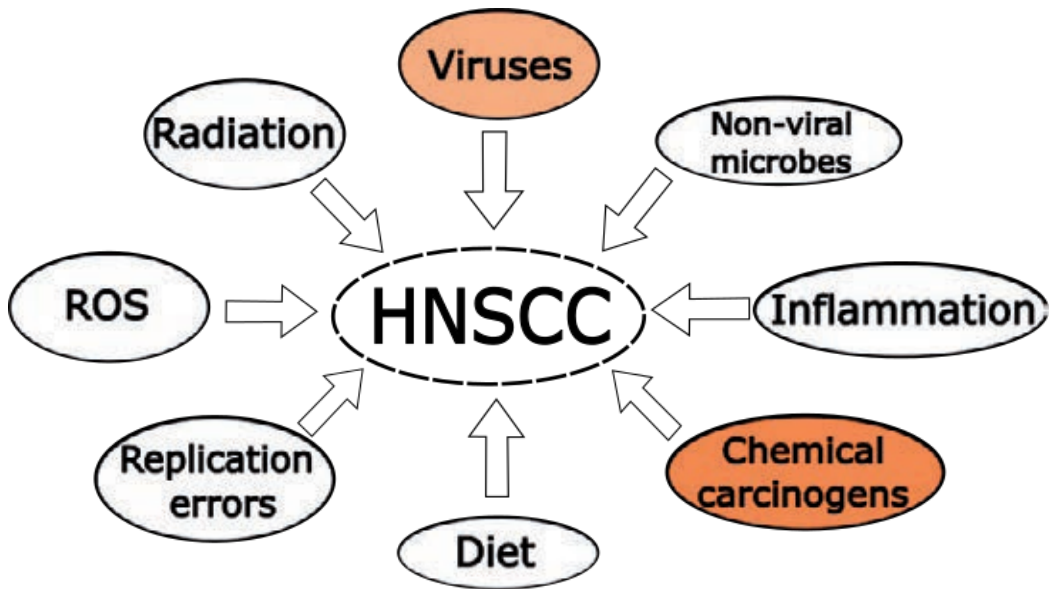 Viruses
Radiation
Non-viral
microbes
ROS
HNSCC
Inflammation
Replication
errors
Chemical
carcinogens
Diet